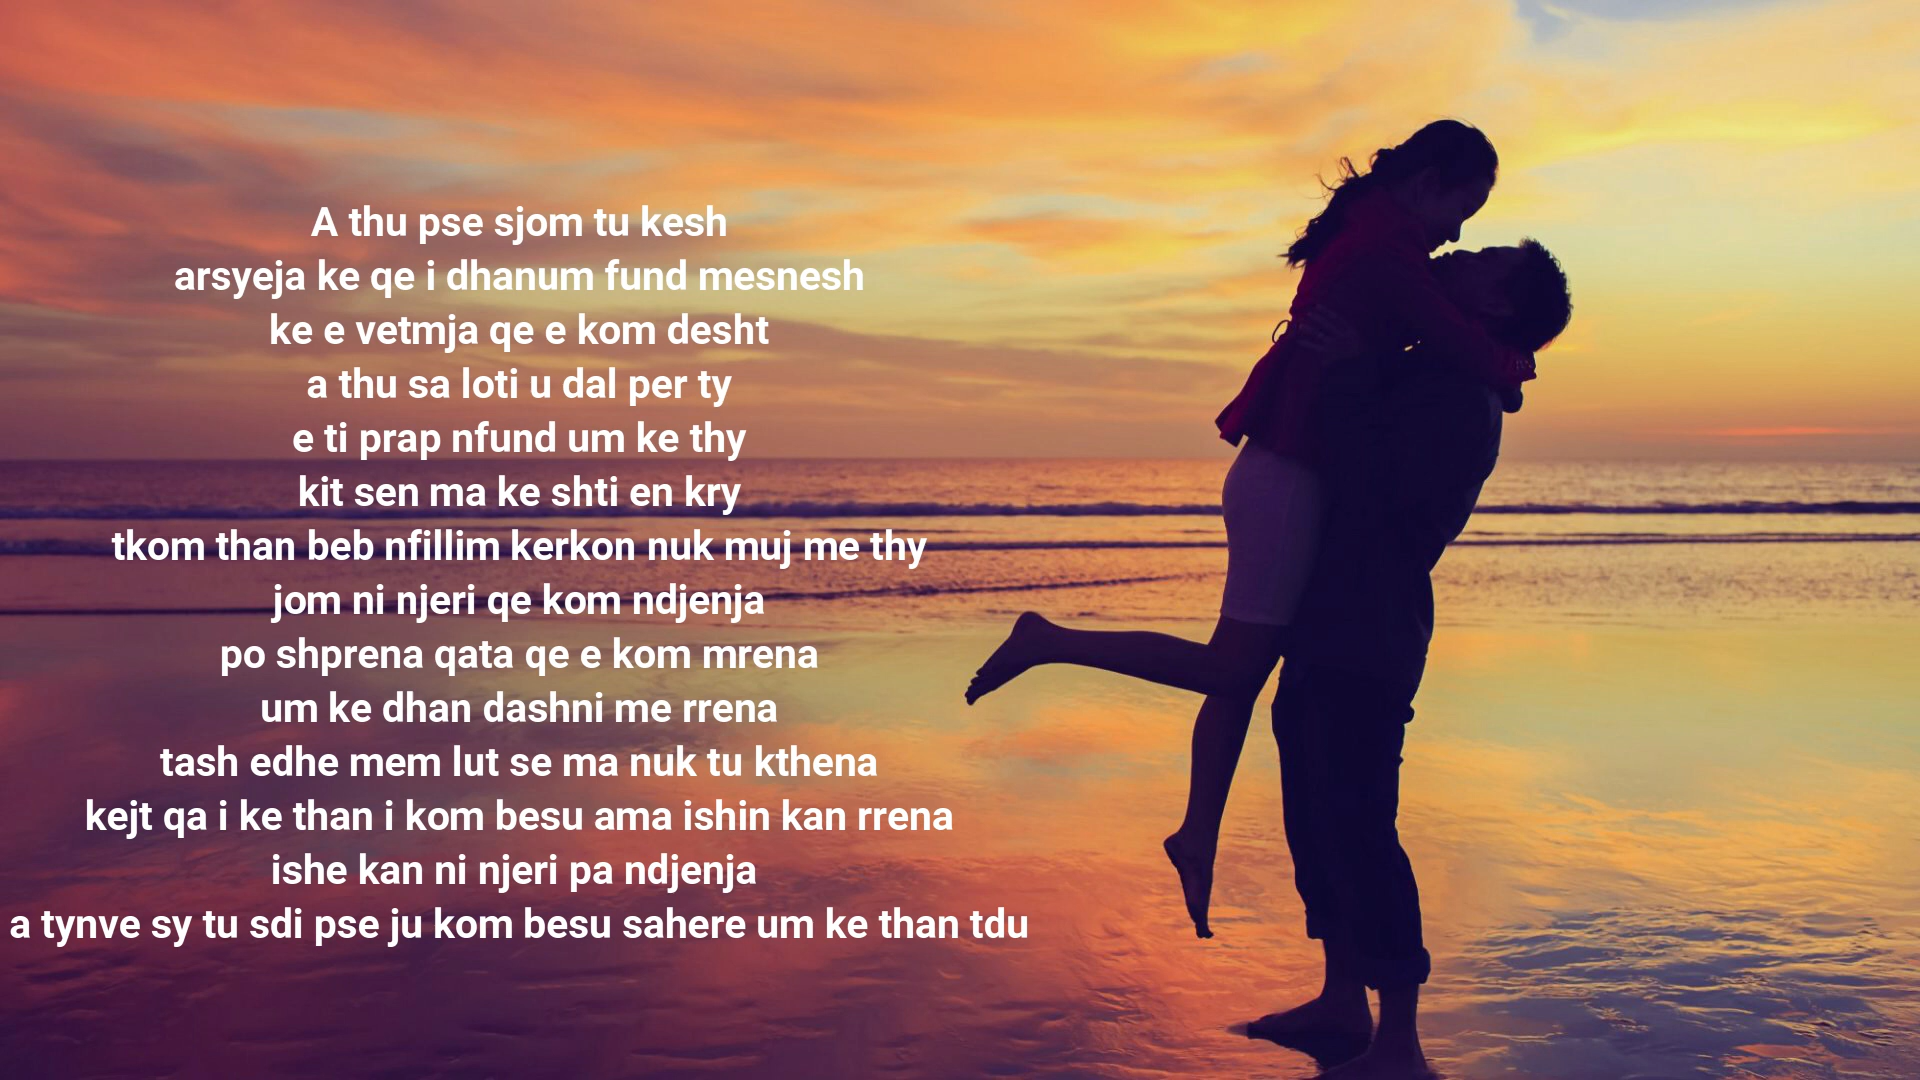 A thu pse sjom tu kesh
arsyeja ke qe i dhanum fund mesnesh
ke e vetmja qe e kom desht
a thu sa loti u dal per ty
e ti prap nfund um ke thy
kit sen ma ke shti en kry
tkom than beb nfillim kerkon nuk muj me thy
jom ni njeri qe kom ndjenja
po shprena qata qe e kom mrena
um ke dhan dashni me rrena
tash edhe mem lut se ma nuk tu kthena
kejt qa i ke than i kom besu ama ishin kan rrena
ishe kan ni njeri pa ndjenja
a tynve sy tu sdi pse ju kom besu sahere um ke than tdu